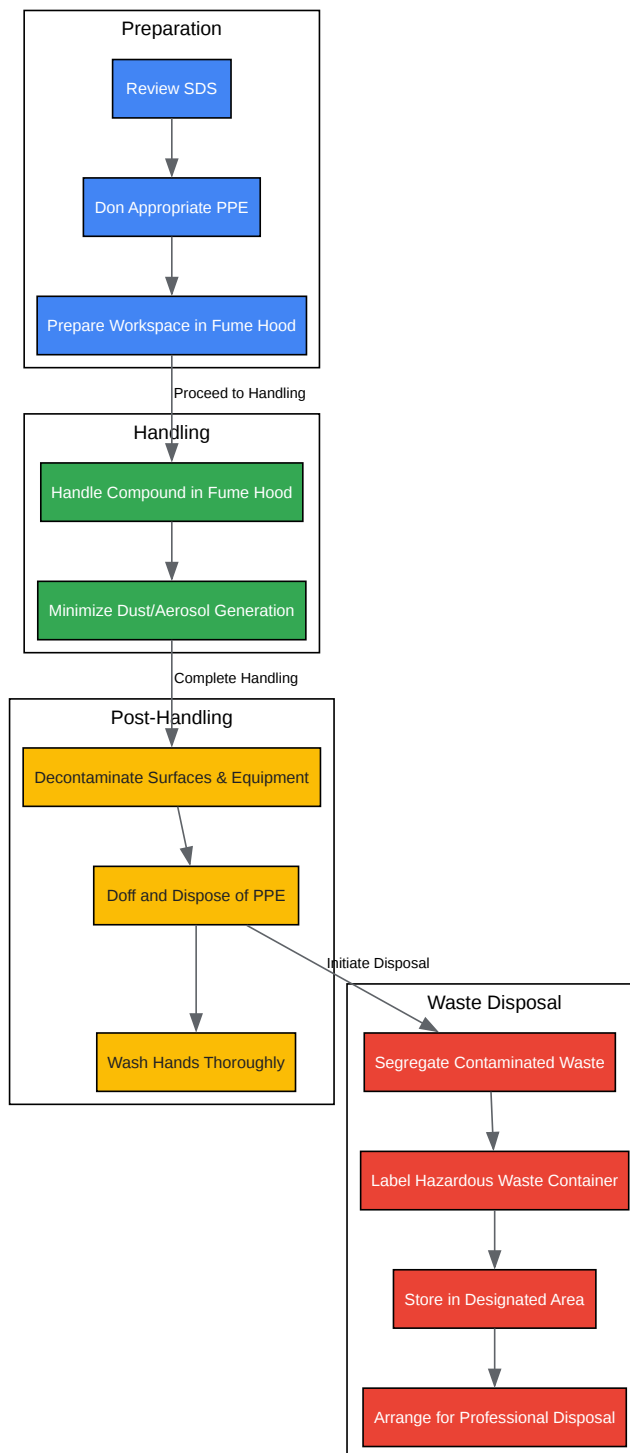 Preparation
Review SDS
Don Appropriate PPE
Prepare Workspace in Fume Hood
Proceed to Handling
Handling
Handle Compound in Fume Hood
Minimize Dust/Aerosol Generation
Complete Handling
Post-Handling
Decontaminate Surfaces & Equipment
Doff and Dispose of PPE
Initiate Disposal
Wash Hands Thoroughly
Waste Disposal
Segregate Contaminated Waste
Label Hazardous Waste Container
Store in Designated Area
Arrange for Professional Disposal